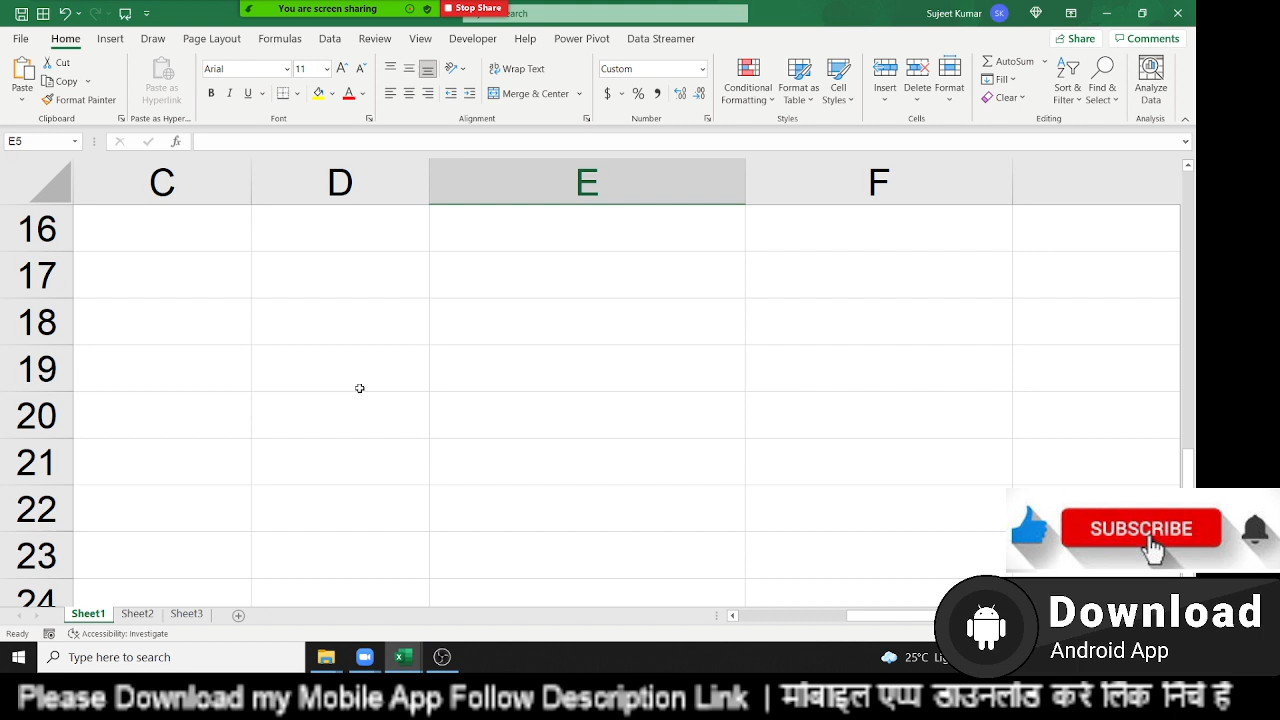 You are screen sharing
Stop Share
Search
Sujeet Kumar
SK
File Home Insert Draw Page Layout Formulas Data Review View Developer Help Power Pivot Data Streamer
Share
Comments
Paste
Cut
Copy
Format Painter
Clipboard
Paste as Hyperlink
Paste as Hyper...
Arial
11
B I U
Font
Wrap Text
Merge & Center
Alignment
Custom
$ % ,
Number
Conditional Formatting
Format as Table
Cell Styles
Styles
Insert
Delete
Format
Cells
AutoSum
Fill
Clear
Sort & Filter
Find & Select
Editing
Analyze Data
Analysis
E5
fx
C D E F
16
17
18
19
20
21
22
23
24
SUBSCRIBE
Sheet1 Sheet2 Sheet3
Ready
Accessibility: Investigate
Download
Android App
Type here to search
25°C
Please Download my Mobile App Follow Description Link | मोबाइल एप्प डाउनलोड करे लिंक निचे है